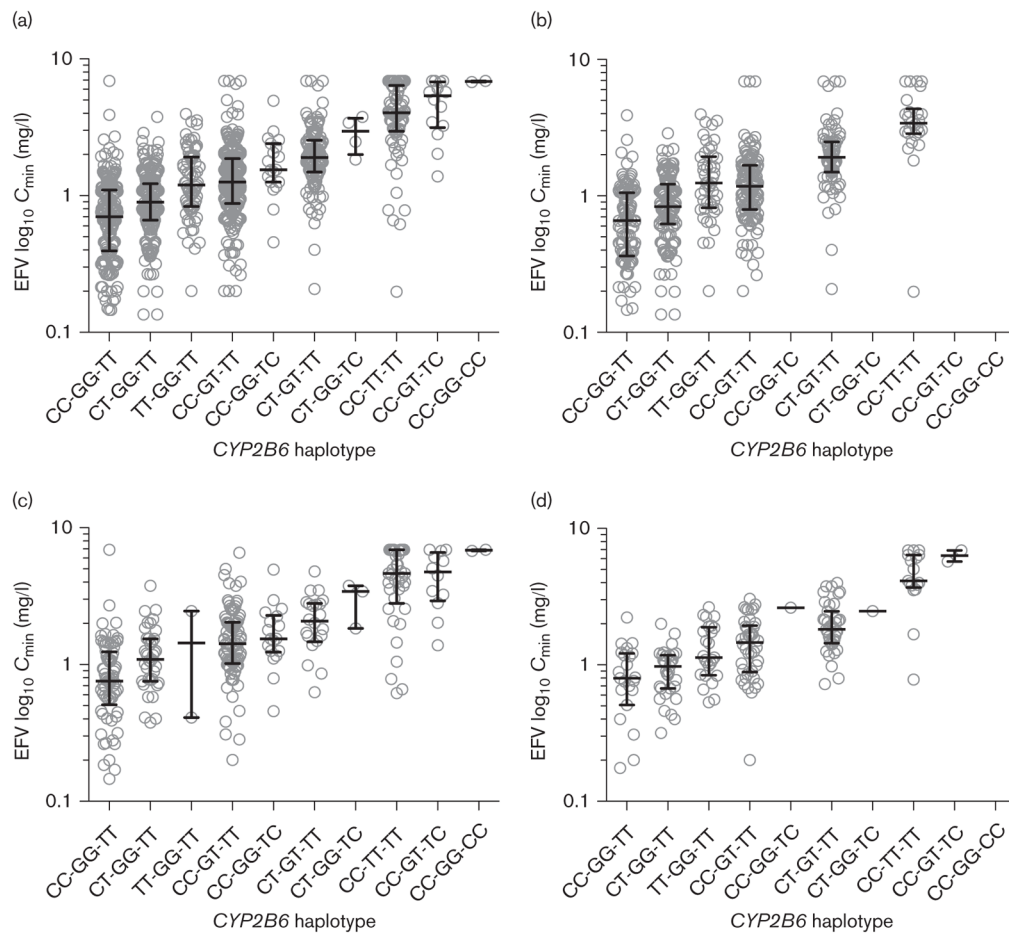 (a)
10
1
0.1
EFV log10 Cmin (mg/l)
CC-GG-TT
CT-GG-TT
TT-GG-TT
CC-GT-TT
CC-GG-TC
CT-GT-TT
CT-GG-TC
CC-TT-TT
CC-GT-TC
CC-GG-CC
CYP2B6 haplotype
(b)
10
1
0.1
EFV log10 Cmin (mg/l)
CC-GG-TT
CT-GG-TT
TT-GG-TT
CC-GT-TT
CC-GG-TC
CT-GT-TT
CT-GG-TC
CC-TT-TT
CC-GT-TC
CC-GG-CC
CYP2B6 haplotype
(c)
10
1
0.1
EFV log10 Cmin (mg/l)
CC-GG-TT
CT-GG-TT
TT-GG-TT
CC-GT-TT
CC-GG-TC
CT-GT-TT
CT-GG-TC
CC-TT-TT
CC-GT-TC
CC-GG-CC
CYP2B6 haplotype
(d)
10
1
0.1
EFV log10 Cmin (mg/l)
CC-GG-TT
CT-GG-TT
TT-GG-TT
CC-GT-TT
CC-GG-TC
CT-GT-TT
CT-GG-TC
CC-TT-TT
CC-GT-TC
CC-GG-CC
CYP2B6 haplotype